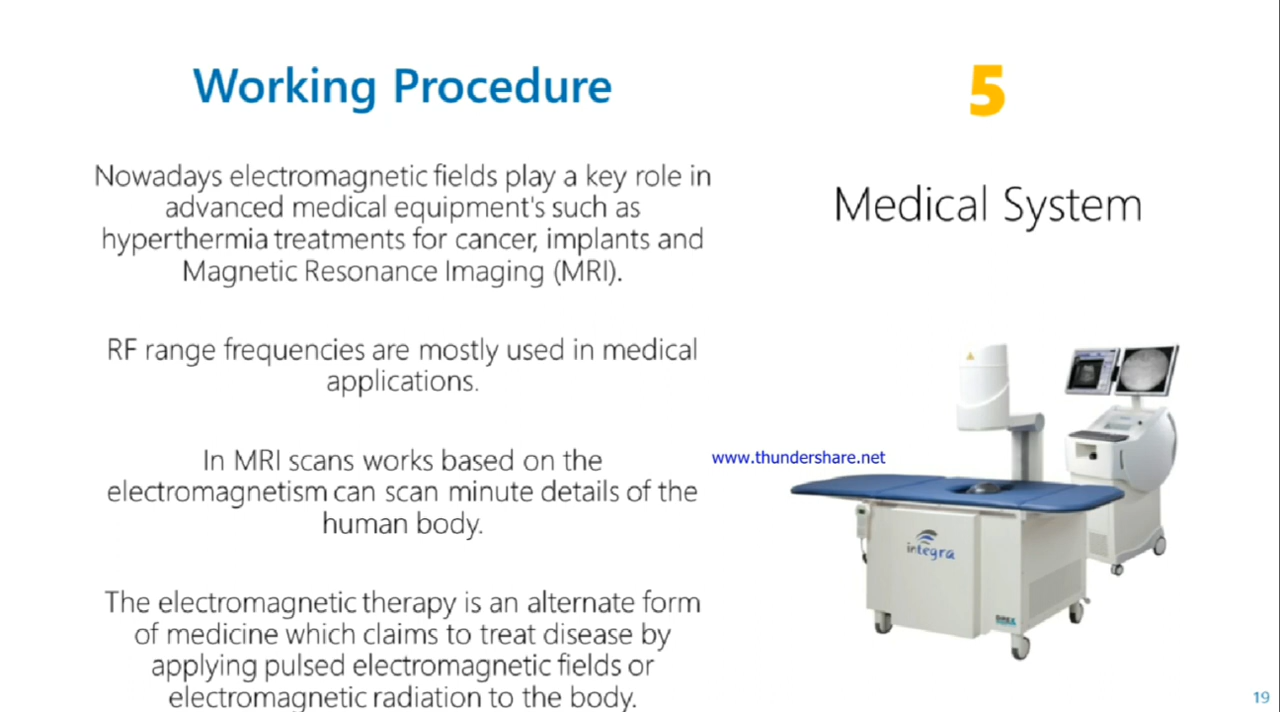 Working Procedure
Nowadays electromagnetic fields play a key role in
advanced medical equipment's such as
hyperthermia treatments for cancer, implants and
Magnetic Resonance Imaging (MRI).
RF range frequencies are mostly used in medical
applications.
In MRI scans works based on the
electromagnetism can scan minute details of the
human body.
The electromagnetic therapy is an alternate form
of medicine which claims to treat disease by
applying pulsed electromagnetic fields or
electromagnetic radiation to the body.
5
Medical System
www.thundershare.net
integra
19